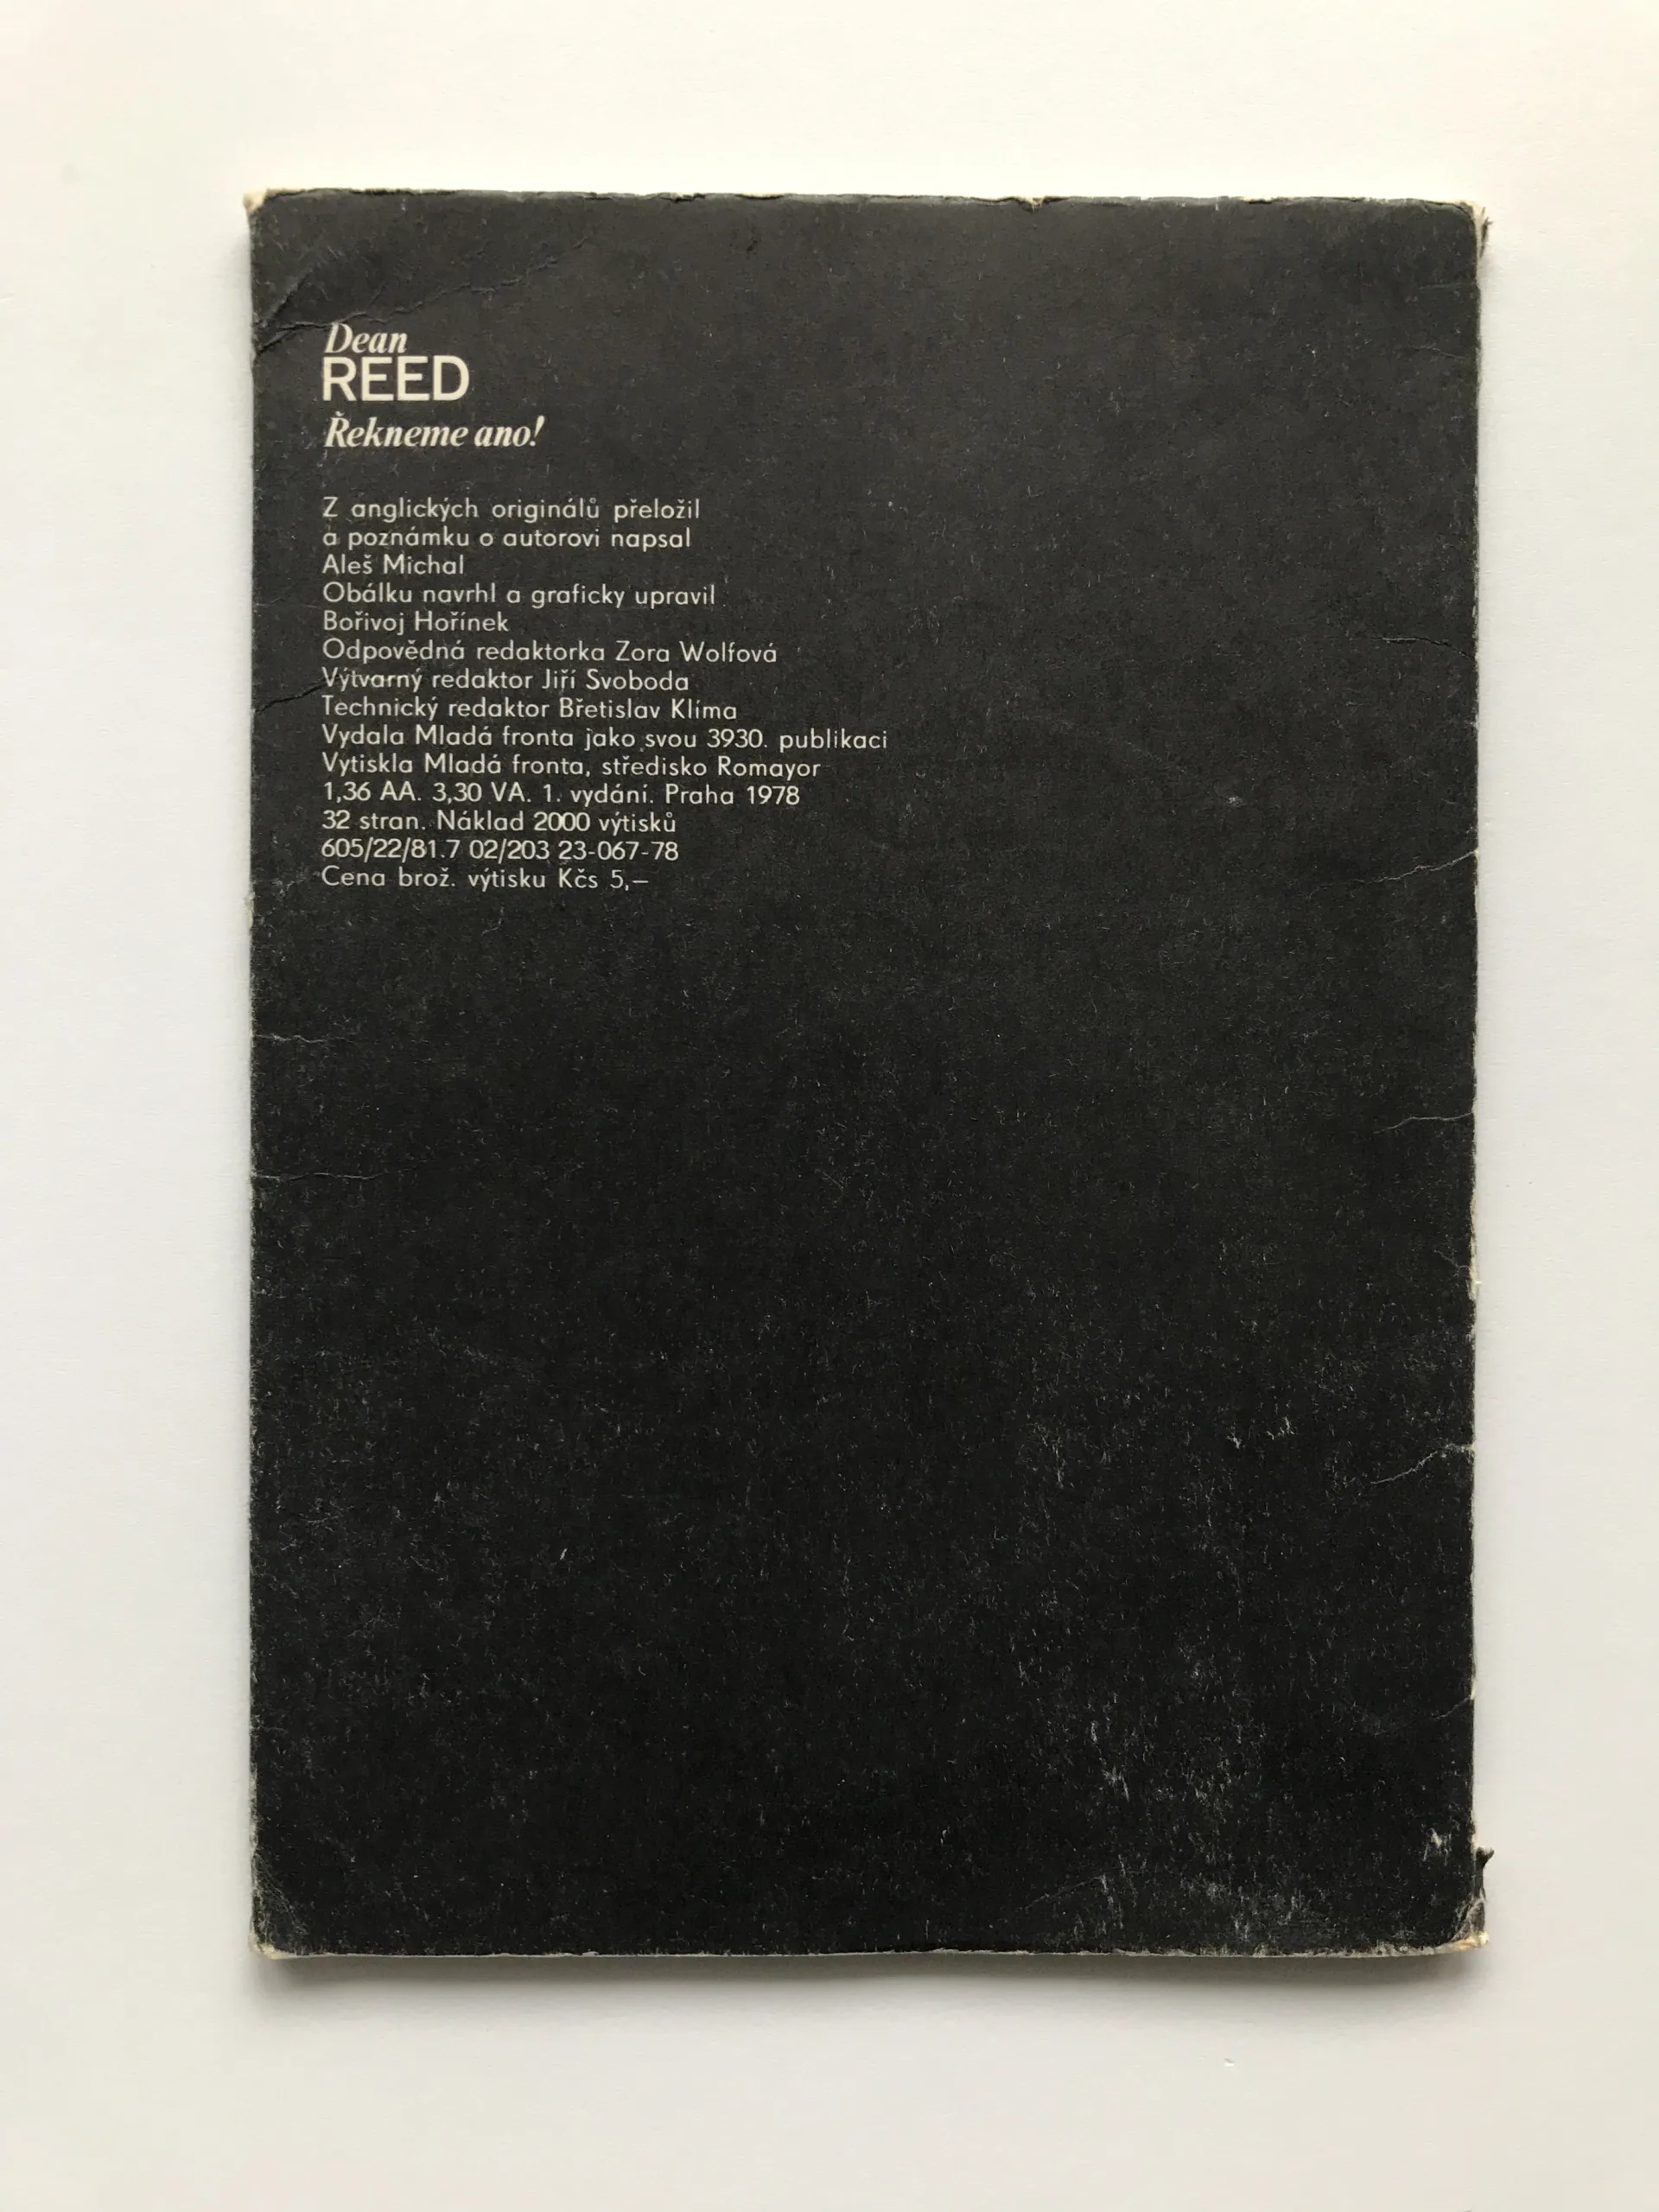 Dean
REED
Řekneme ano!
Z anglických originálů přeložil
a poznámku o autorovi napsal
Aleš Michal
Obálku navrhl a graficky upravil
Bořivoj Hořínek
Odpovědná redaktorka Zora Wolfová
Výtvarný redaktor Jiří Svoboda
Technický redaktor Břetislav Klíma
Vydala Mladá fronta jako svou 3930. publikaci
Vytiskla Mladá fronta, středisko Romayor
1,36 AA. 3,30 VA. 1. vydání. Praha 1978
32 stran. Náklad 2000 výtisků
605/22/81.7 02/203 23-067-78
Cena brož. výtisku Kčs 5,—